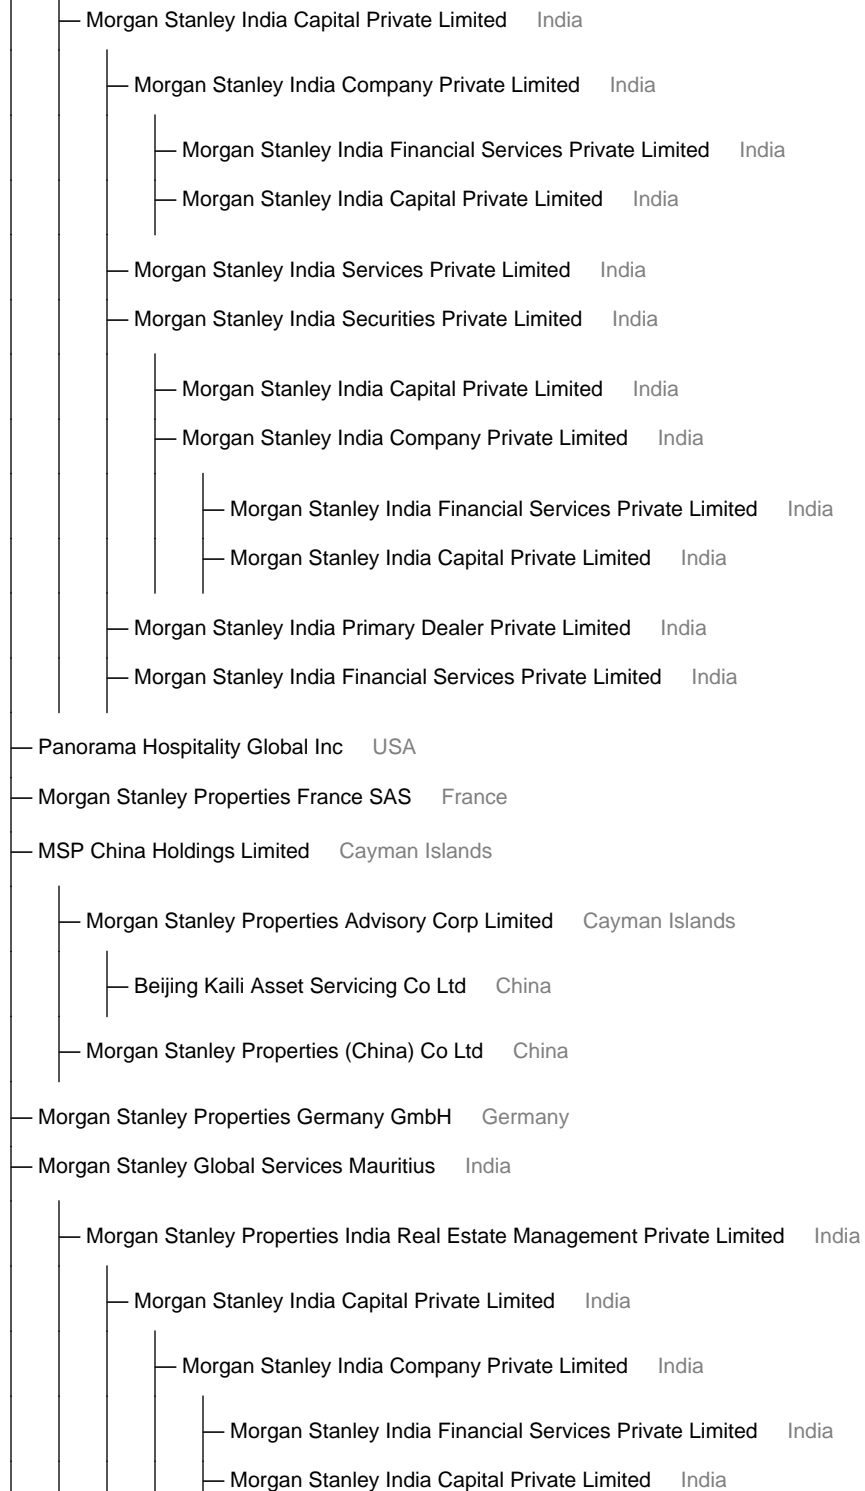 Morgan Stanley India Capital Private Limited India
Morgan Stanley India Company Private Limited India
Morgan Stanley India Financial Services Private Limited India
Morgan Stanley India Capital Private Limited India
Morgan Stanley India Services Private Limited India
Morgan Stanley India Securities Private Limited India
Morgan Stanley India Capital Private Limited India
Morgan Stanley India Company Private Limited India
Morgan Stanley India Financial Services Private Limited India
Morgan Stanley India Capital Private Limited India
Morgan Stanley India Primary Dealer Private Limited India
Morgan Stanley India Financial Services Private Limited India
Panorama Hospitality Global Inc USA
Morgan Stanley Properties France SAS France
MSP China Holdings Limited Cayman Islands
Morgan Stanley Properties Advisory Corp Limited Cayman Islands
Beijing Kaili Asset Servicing Co Ltd China
Morgan Stanley Properties (China) Co Ltd China
Morgan Stanley Properties Germany GmbH Germany
Morgan Stanley Global Services Mauritius India
Morgan Stanley Properties India Real Estate Management Private Limited India
Morgan Stanley India Capital Private Limited India
Morgan Stanley India Company Private Limited India
Morgan Stanley India Financial Services Private Limited India
Morgan Stanley India Capital Private Limited India